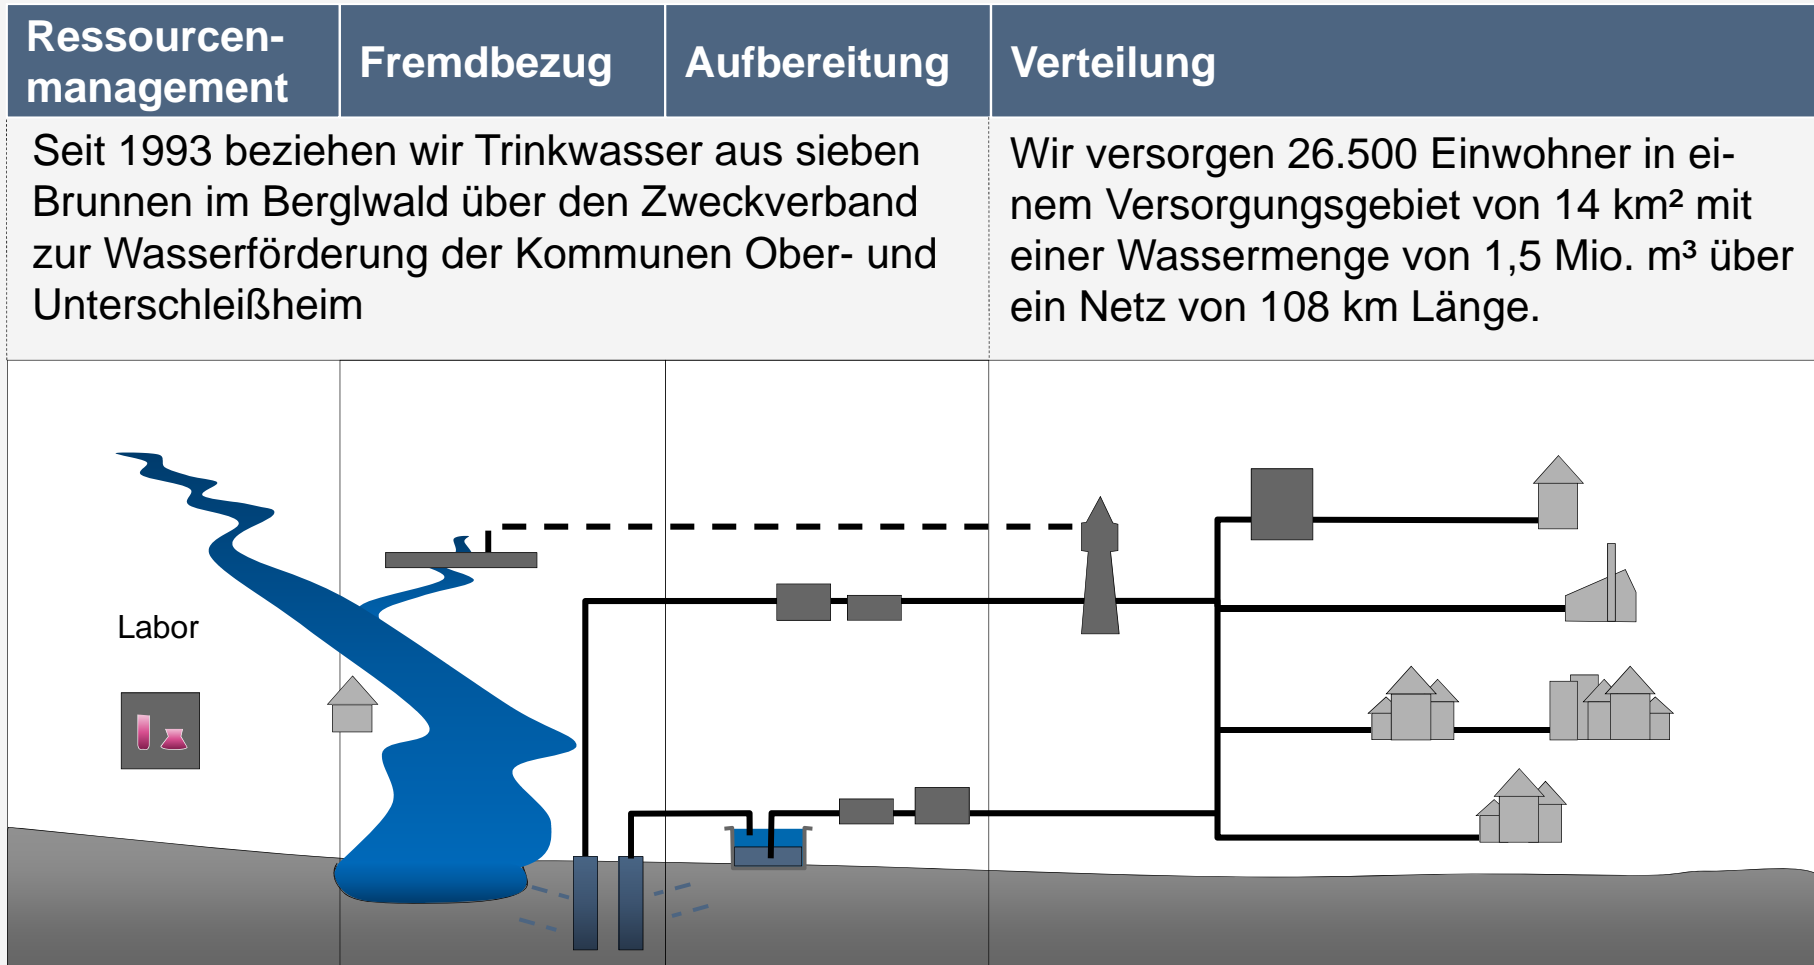 Ressourcen-
management
Fremdbezug
Aufbereitung
Verteilung
Seit 1993 beziehen wir Trinkwasser aus sieben
Brunnen im Berglwald über den Zweckverband
zur Wasserförderung der Kommunen Ober- und
Unterschleißheim
Wir versorgen 26.500 Einwohner in ei-
nem Versorgungsgebiet von 14 km² mit
einer Wassermenge von 1,5 Mio. m³ über
ein Netz von 108 km Länge.
Labor